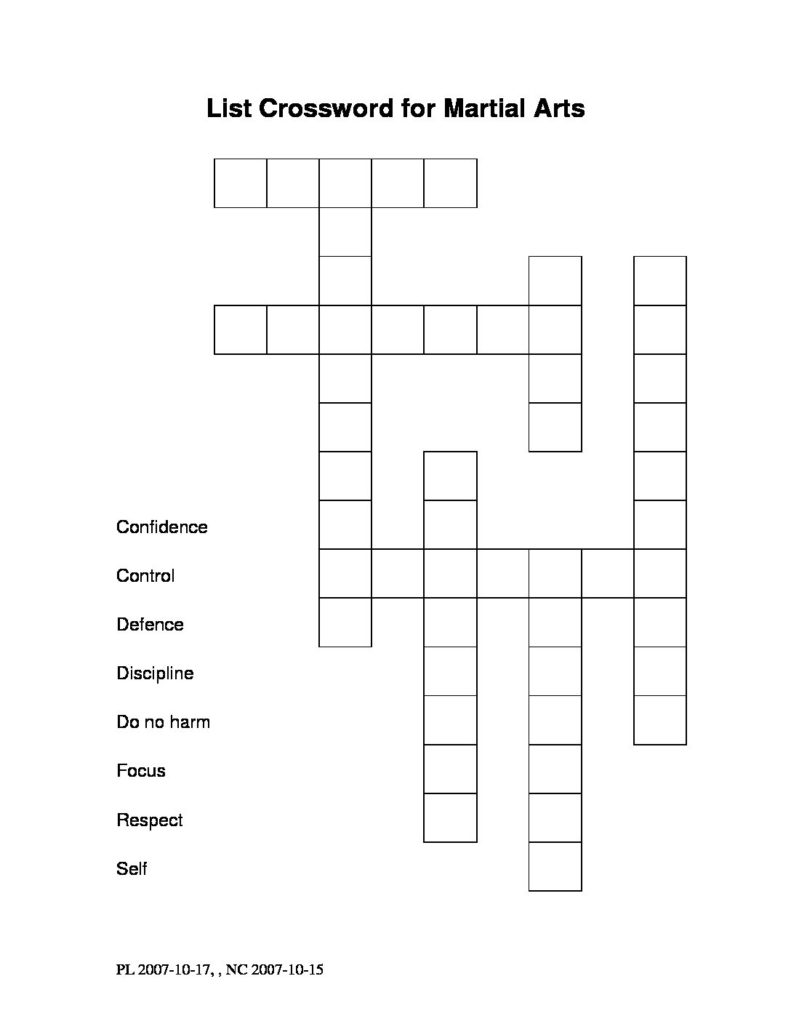 List Crossword for Martial Arts
Confidence
Control
Defence
Discipline
Do no harm
Focus
Respect
Self
PL 2007-10-17, , NC 2007-10-15